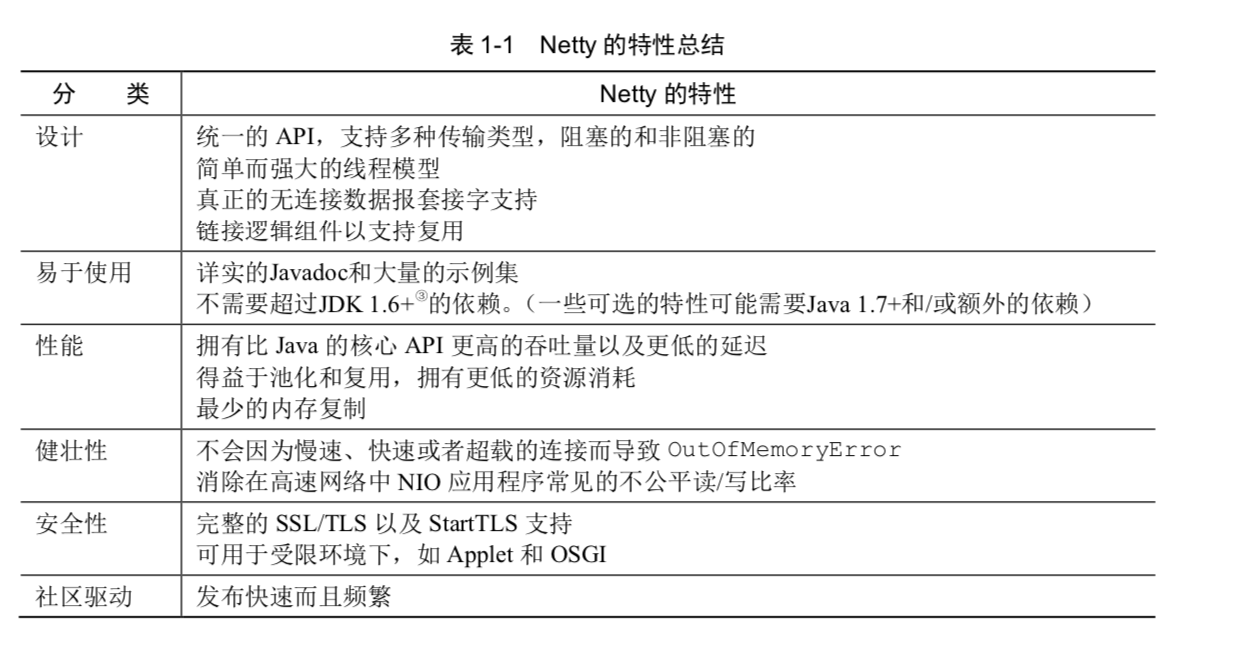 表 1-1 Netty 的特性总结
分 类 Netty 的特性
设计 统一的 API，支持多种传输类型，阻塞的和非阻塞的
简单而强大的线程模型
真正的无连接数据报套接字支持
链接逻辑组件以支持复用
易于使用 详实的Javadoc和大量的示例集
不需要超过JDK 1.6+③的依赖。（一些可选的特性可能需要Java 1.7+和/或额外的依赖）
性能 拥有比 Java 的核心 API 更高的吞吐量以及更低的延迟
得益于池化和复用，拥有更低的资源消耗
最少的内存复制
健壮性 不会因为慢速、快速或者超载的连接而导致 OutOfMemoryError
消除在高速网络中 NIO 应用程序常见的不公平读/写比率
安全性 完整的 SSL/TLS 以及 StartTLS 支持
可用于受限环境下，如 Applet 和 OSGI
社区驱动 发布快速而且频繁